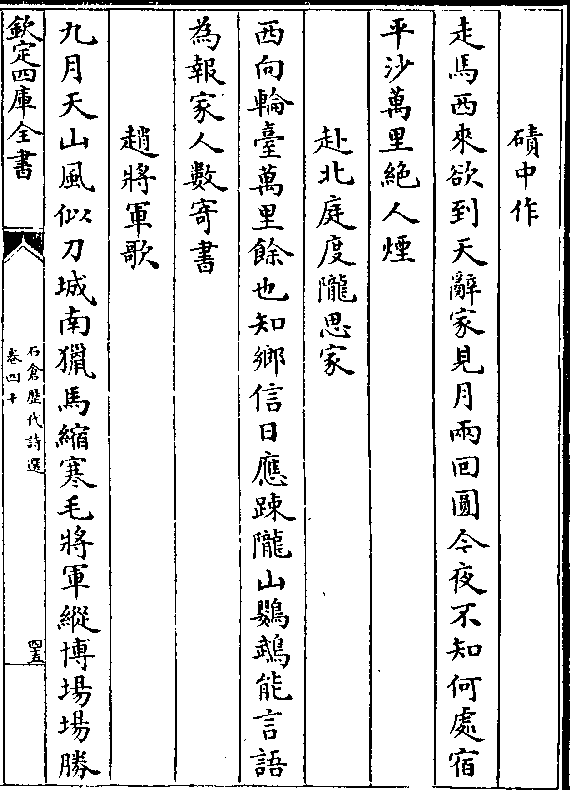 磧中作
走馬西來欲到天辭家見月兩回圓今夜不知何處宿
平沙萬里絶人煙
赴北庭度隴思家
西向輪臺萬里餘也知鄉信日應踈隴山鸚鵡能言語
為報家人數寄書
趙將軍歌
九月天山風似刀城南獵馬縮寒毛將軍縱博場場勝
欽定四庫全書
石倉歷代詩選
卷四十
四五